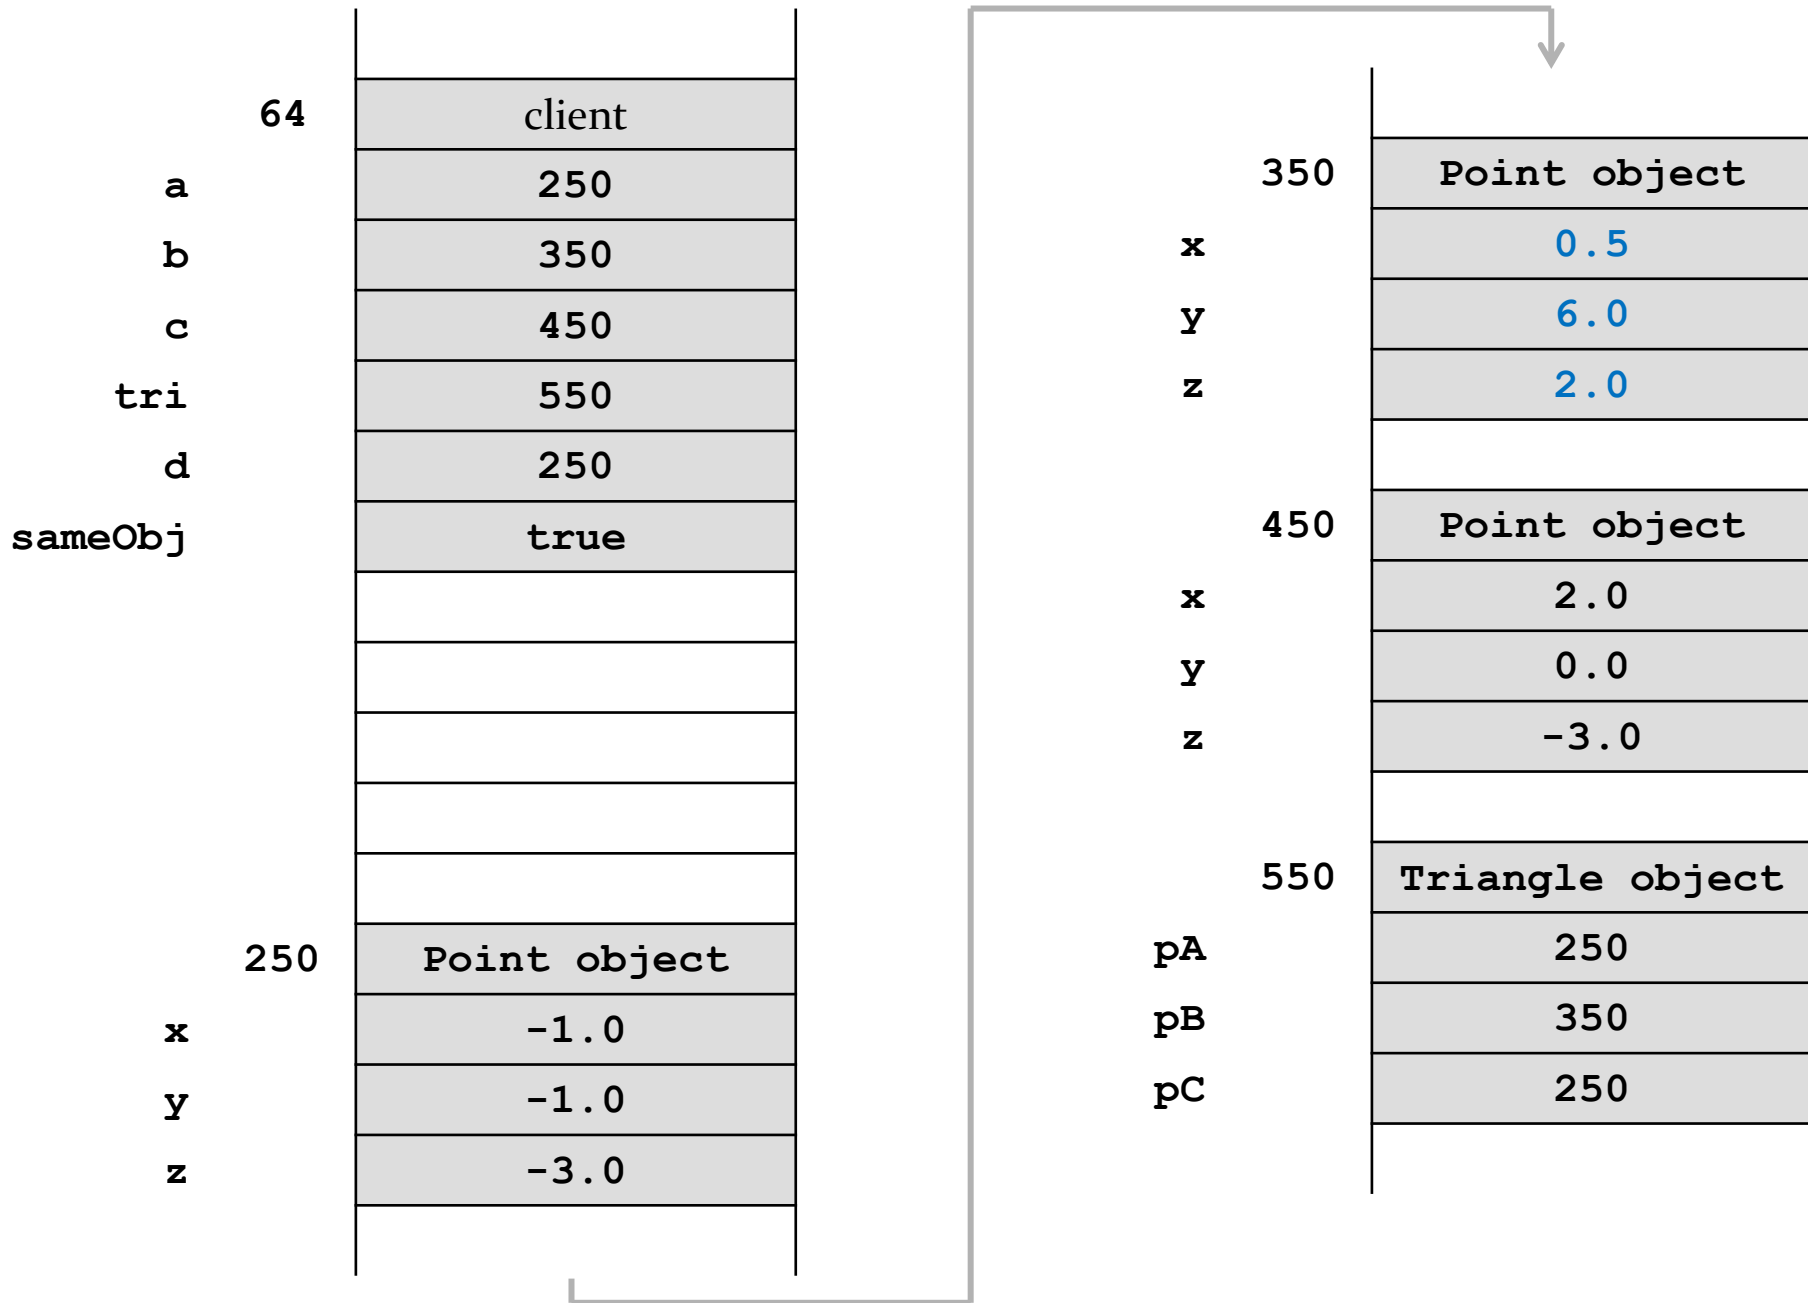 64 client
a 250
b 350
c 450
tri 550
d 250
sameObj true
250 Point object
x -1.0
y -1.0
z -3.0
350 Point object
x 0.5
y 6.0
z 2.0
450 Point object
x 2.0
y 0.0
z -3.0
550 Triangle object
pA 250
pB 350
pC 250